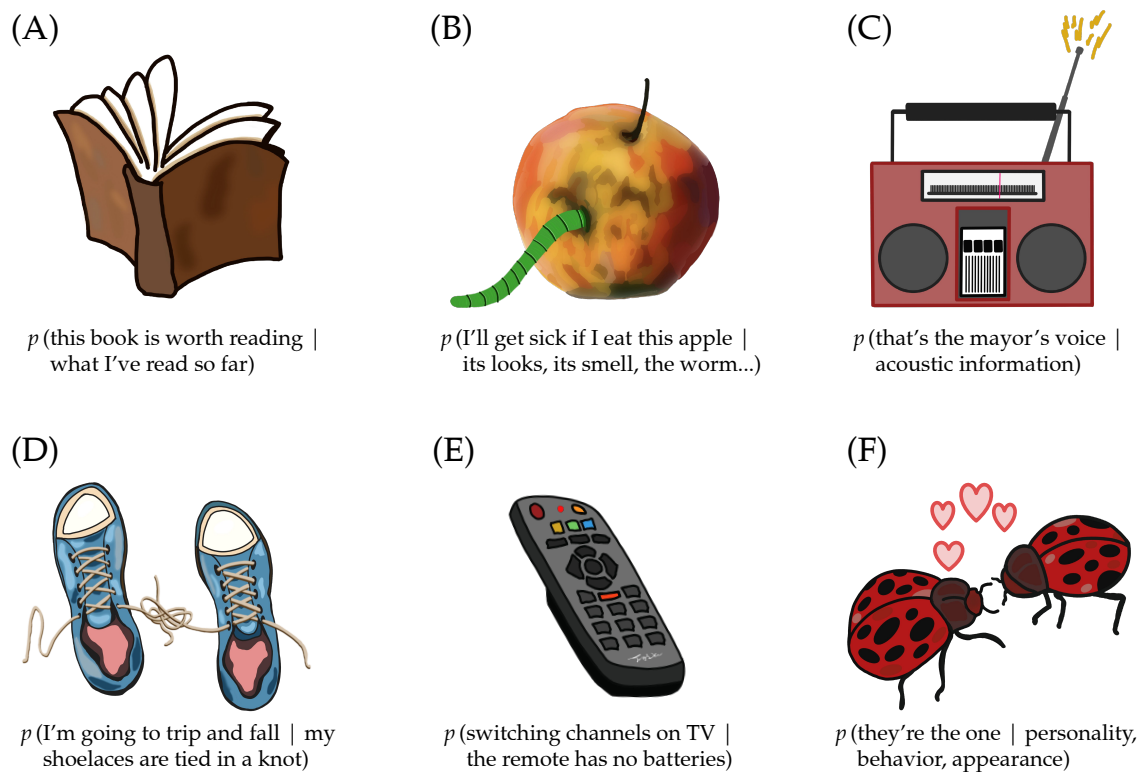 (A)
(B)
(C)
p (this book is worth reading |
what I've read so far)
p (I'll get sick if I eat this apple |
its looks, its smell, the worm...)
p (that's the mayor's voice |
acoustic information)
(D)
(E)
(F)
p (I'm going to trip and fall | my
shoelaces are tied in a knot)
p (switching channels on TV |
the remote has no batteries)
p (they're the one | personality,
behavior, appearance)